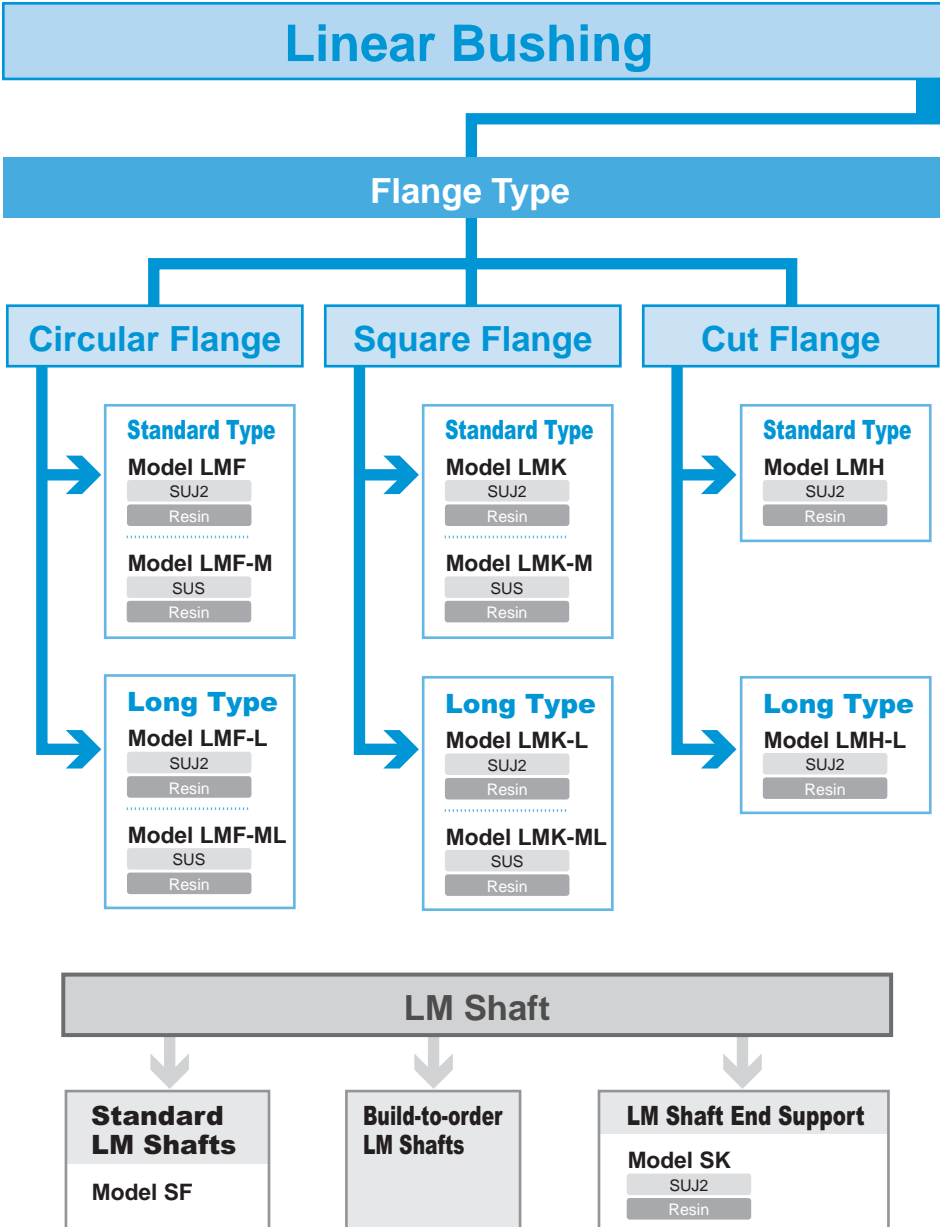 Linear Bushing
Flange Type
Circular Flange
Standard Type
Model LMF
SUJ2
Resin
Model LMF-M
SUS
Resin
Long Type
Model LMF-L
SUJ2
Resin
Model LMF-ML
SUS
Resin
Square Flange
Standard Type
Model LMK
SUJ2
Resin
Model LMK-M
SUS
Resin
Long Type
Model LMK-L
SUJ2
Resin
Model LMK-ML
SUS
Resin
Cut Flange
Standard Type
Model LMH
SUJ2
Resin
Long Type
Model LMH-L
SUJ2
Resin
LM Shaft
Standard
LM Shafts
Model SF
Build-to-order
LM Shafts
LM Shaft End Support
Model SK
SUJ2
Resin